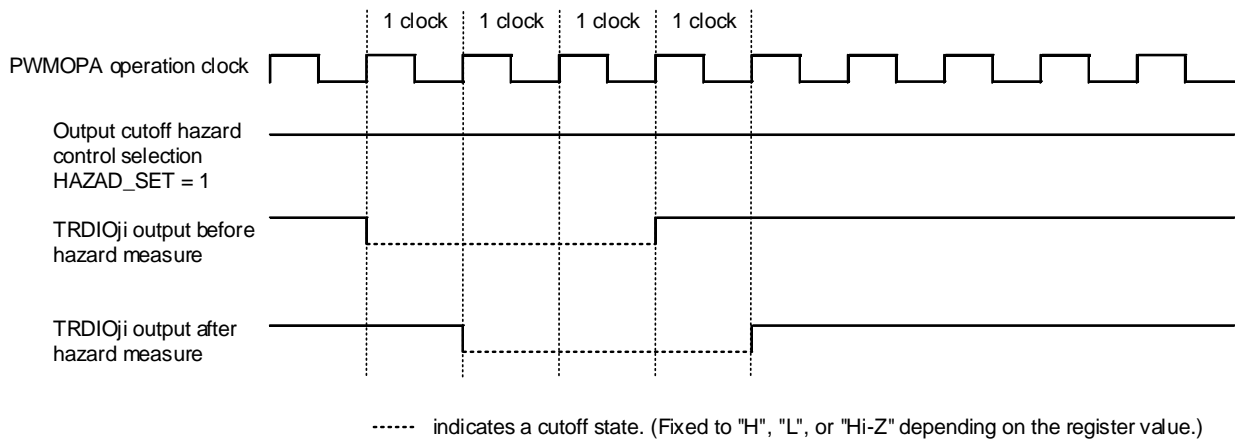 1 clock 1 clock 1 clock 1 clock
PWMOPA operation clock
Output cutoff hazard
control selection
HAZAD_SET = 1
TRDIOji output before
hazard measure
TRDIOji output after
hazard measure
indicates a cutoff state. (Fixed to "H", "L", or "Hi-Z" depending on the register value.)